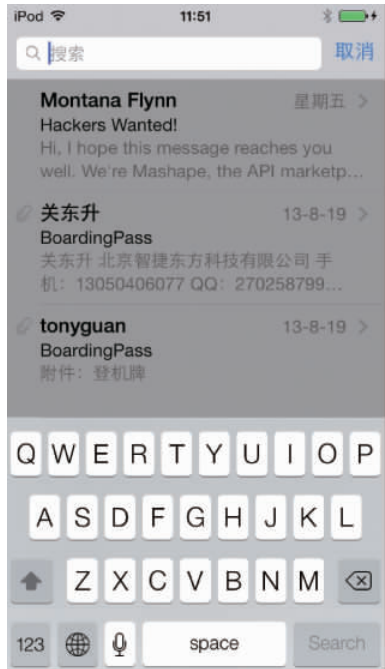 iPod 11:51
搜索 取消
Montana Flynn 星期五
Hackers Wanted!
Hi, I hope this message reaches you
well. We're Mashape, the API marketp...
关东升 13-8-19
BoardingPass
关东升 北京智捷东方科技有限公司 手
机：13050406077 QQ：270258799...
tonyguan 13-8-19
BoardingPass
附件：登机牌
Q W E R T Y U I O P
A S D F G H J K L
Z X C V B N M
123 space Search